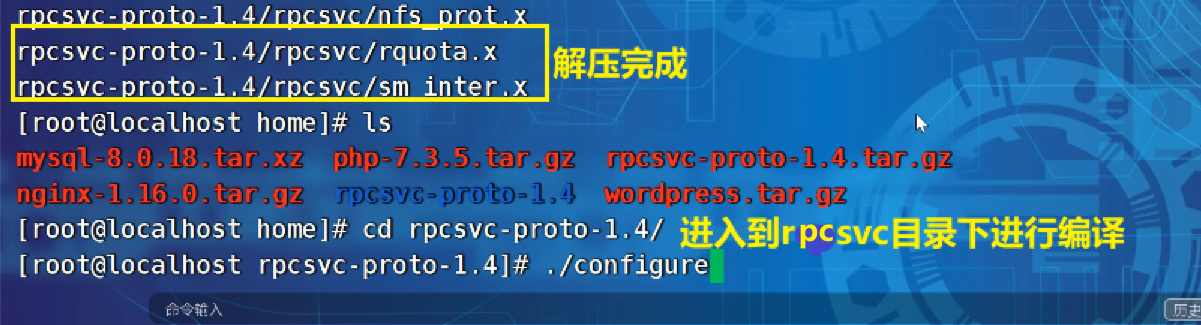 rpcsvc-proto-1.4/rpcsvc/nfs_prot.x
rpcsvc-proto-1.4/rpcsvc/rquota.x
解压完成
rpcsvc-proto-1.4/rpcsvc/sm_inter.x
[root@localhost home]# ls
mysql-8.0.18.tar.xz php-7.3.5.tar.gz rpcsvc-proto-1.4.tar.gz
nginx-1.16.0.tar.gz rpcsvc-proto-1.4 wordpress.tar.gz
[root@localhost home]# cd rpcsvc-proto-1.4/ 进入到rpcsvc目录下进行编译
[root@localhost rpcsvc-proto-1.4]# ./configure
命令输入
历史